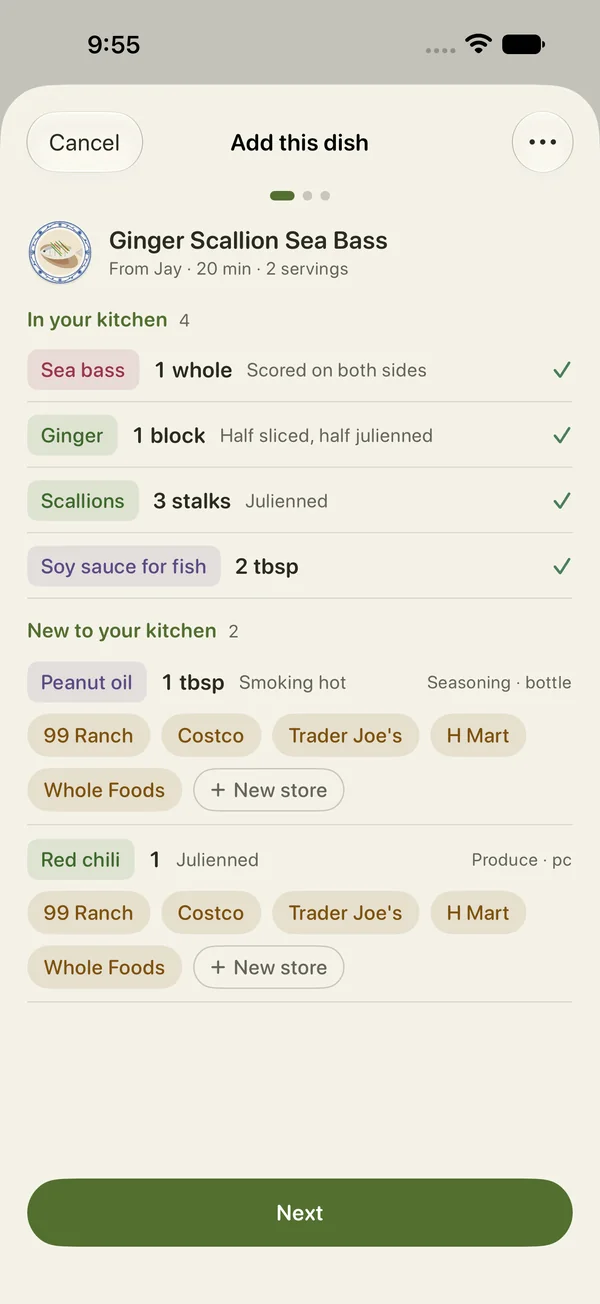 9:55
Cancel
Add this dish
Ginger Scallion Sea Bass
From Jay · 20 min · 2 servings
In your kitchen 4
Sea bass 1 whole Scored on both sides
Ginger 1 block Half sliced, half julienned
Scallions 3 stalks Julienned
Soy sauce for fish 2 tbsp
New to your kitchen 2
Peanut oil 1 tbsp Smoking hot Seasoning · bottle
99 Ranch Costco Trader Joe's H Mart
Whole Foods + New store
Red chili 1 Julienned Produce · pc
99 Ranch Costco Trader Joe's H Mart
Whole Foods + New store
Next